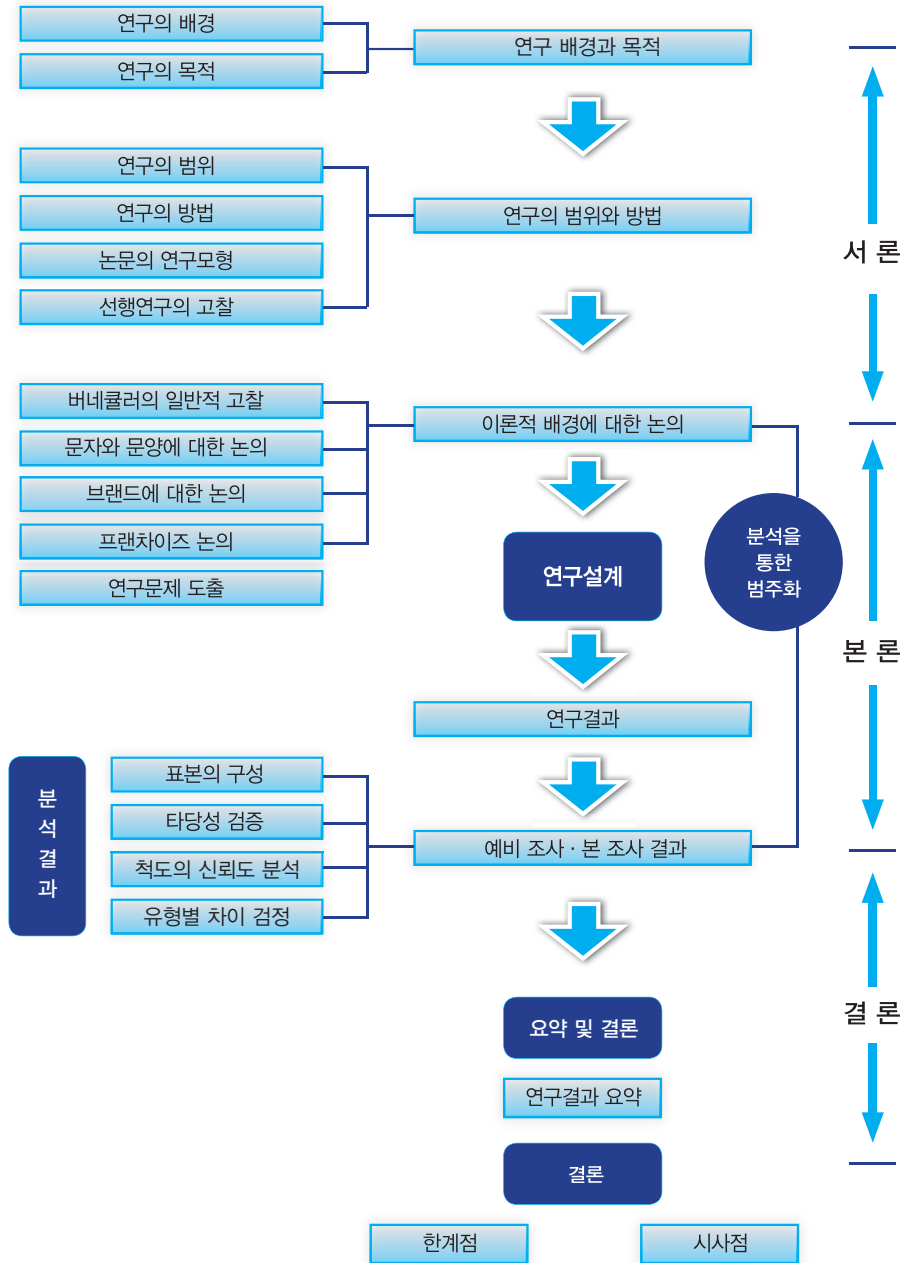 연구의 배경
연구의 목적
연구 배경과 목적
연구의 범위
연구의 방법
논문의 연구모형
선행연구의 고찰
연구의 범위와 방법
서 론
버네큘러의 일반적 고찰
문자와 문양에 대한 논의
브랜드에 대한 논의
프랜차이즈 논의
연구문제 도출
이론적 배경에 대한 논의
연구설계
분석을
통한
범주화
본 론
연구결과
분
석
결
과
표본의 구성
타당성 검증
척도의 신뢰도 분석
유형별 차이 검정
예비 조사 · 본 조사 결과
결 론
요약 및 결론
연구결과 요약
결론
한계점
시사점